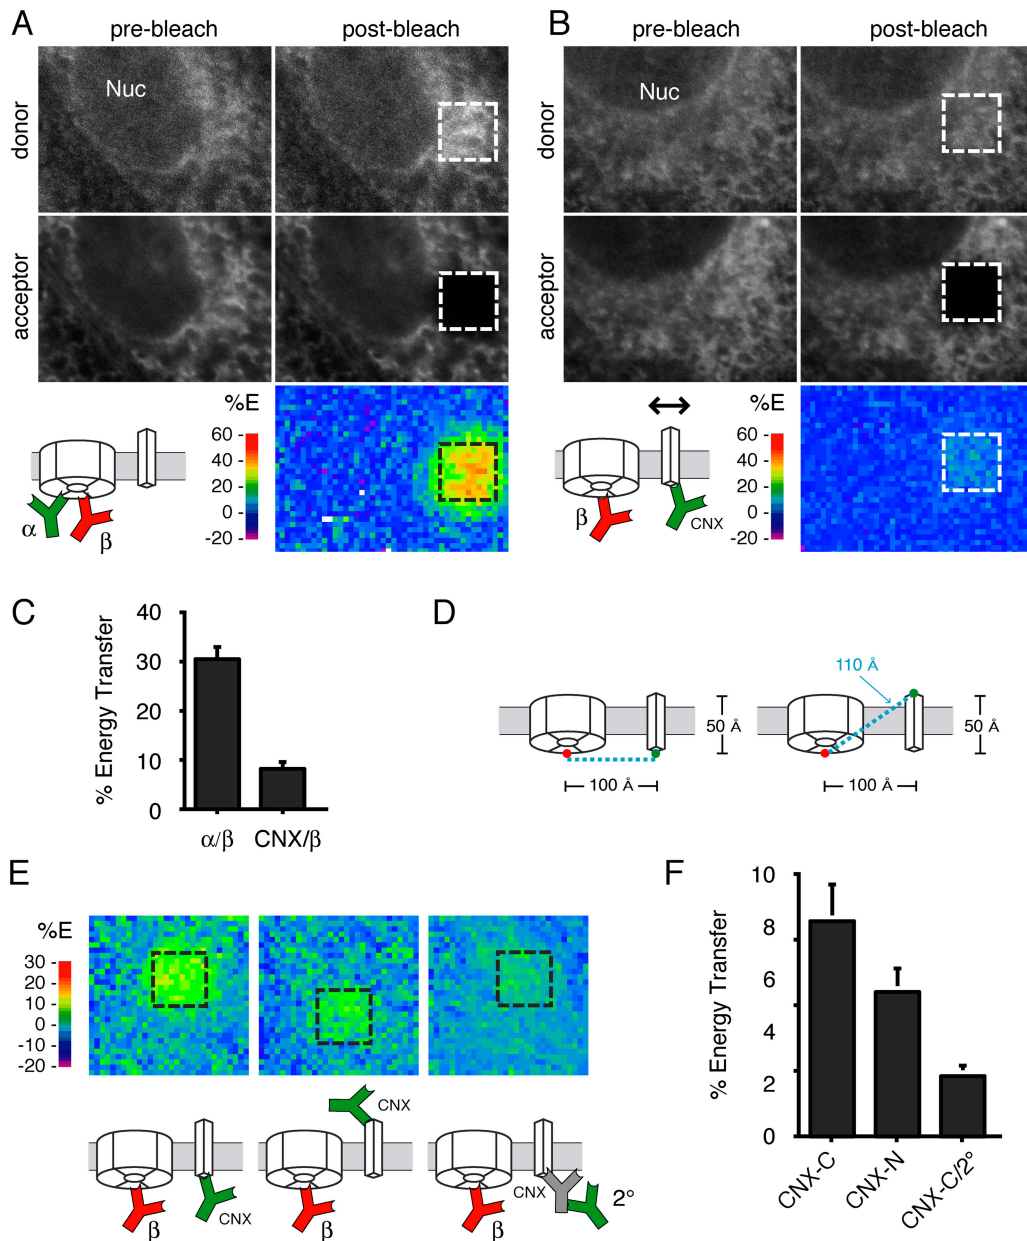 A
pre-bleach
post-bleach
donor
Nuc
acceptor
%E
60
40
20
0
-20
α
β
B
pre-bleach
post-bleach
donor
Nuc
acceptor
%E
60
40
20
0
-20
β
CNX
C
% Energy Transfer
40
30
20
10
0
α/β
CNX/β
D
50 Å
100 Å
110 Å
50 Å
100 Å
E
%E
30
20
10
0
-10
-20
β
CNX
β
CNX
β
CNX
2°
F
% Energy Transfer
10
8
6
4
2
0
CNX-C
CNX-N
CNX-C/2°